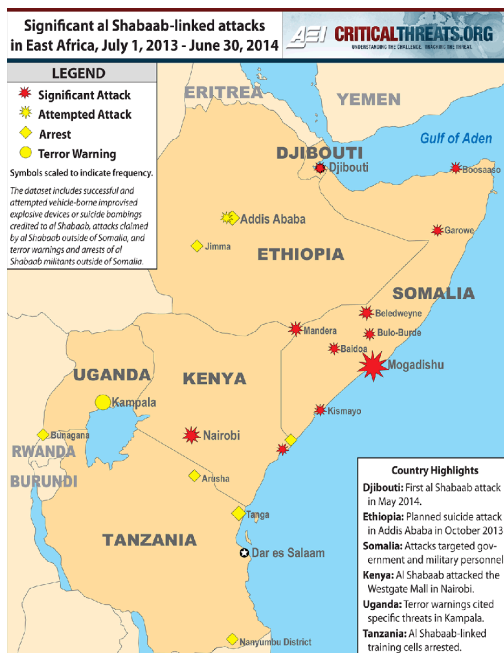 Significant al Shabaab-linked attacks
in East Africa, July 1, 2013 - June 30, 2014
AEI
CRITICALTHREATS.ORG
UNDERSTANDING THE CHALLENGE. TRACKING THE THREAT.
LEGEND
Significant Attack
Attempted Attack
Arrest
Terror Warning
Symbols scaled to indicate frequency.
The dataset includes successful and
attempted vehicle-borne improvised
explosive devices or suicide bombings
credited to al Shabaab, attacks claimed
by al Shabaab outside of Somalia, and
terror warnings and arrests of al
Shabaab militants outside of Somalia.
ERITREA
YEMEN
Gulf of Aden
DJIBOUTI
Djibouti
Boosaaso
Addis Ababa
Garowe
Jimma
ETHIOPIA
SOMALIA
Beledweyne
Mandera
Bulo-Burde
Baidoa
Mogadishu
UGANDA
KENYA
Kampala
Kismayo
Bunagana
Nairobi
RWANDA
BURUNDI
Arusha
Tanga
TANZANIA
Dar es Salaam
Nanyumbu District
Country Highlights
Djibouti: First al Shabaab attack
in May 2014.
Ethiopia: Planned suicide attack
in Addis Ababa in October 2013
Somalia: Attacks targeted gov-
ernment and military personnel
Kenya: Al Shabaab attacked the
Westgate Mall in Nairobi.
Uganda: Terror warnings cited
specific threats in Kampala.
Tanzania: Al Shabaab-linked
training cells arrested.